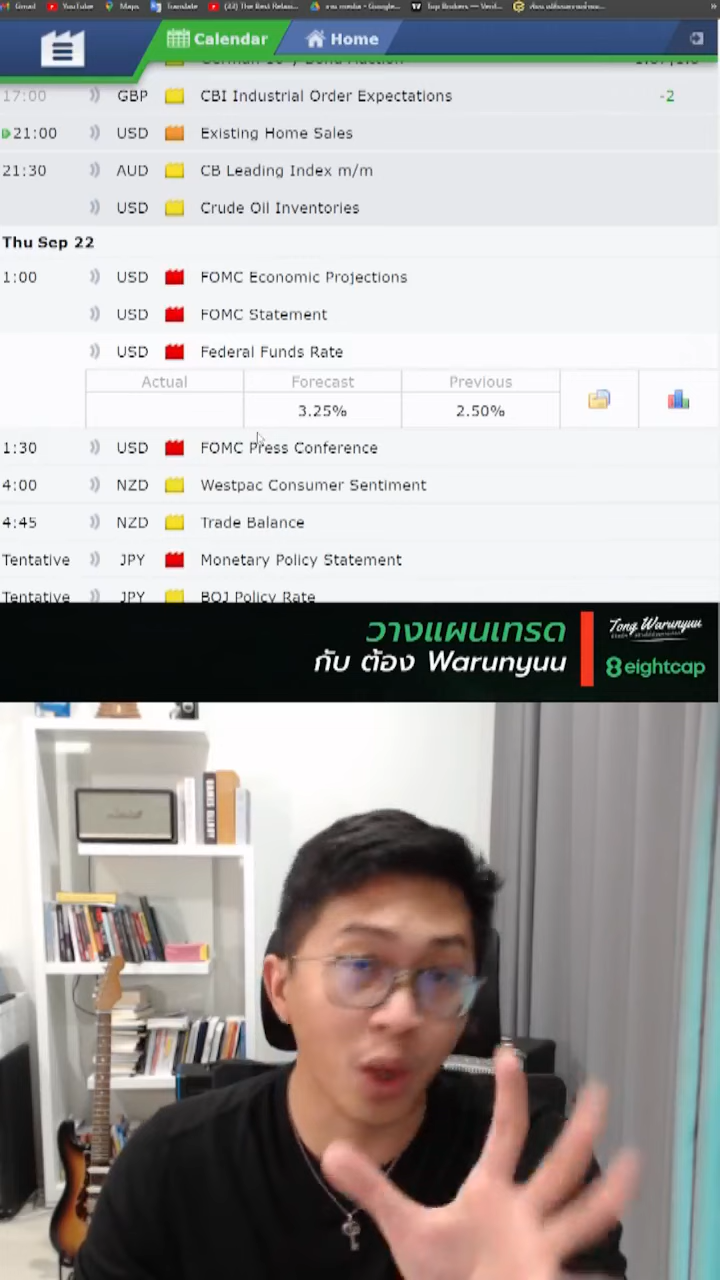 Gmail YouTube Maps Translate
Calendar Home
17:00 GBP CBI Industrial Order Expectations -2
21:00 USD Existing Home Sales
21:30 AUD CB Leading Index m/m
USD Crude Oil Inventories
Thu Sep 22
1:00 USD FOMC Economic Projections
USD FOMC Statement
USD Federal Funds Rate
Actual Forecast Previous
3.25% 2.50%
1:30 USD FOMC Press Conference
4:00 NZD Westpac Consumer Sentiment
4:45 NZD Trade Balance
Tentative JPY Monetary Policy Statement
Tentative JPY BOJ Policy Rate
วางแผนเทรด
กับ ต้อง Warunyuu
Tong Warunyuu
8eightcap